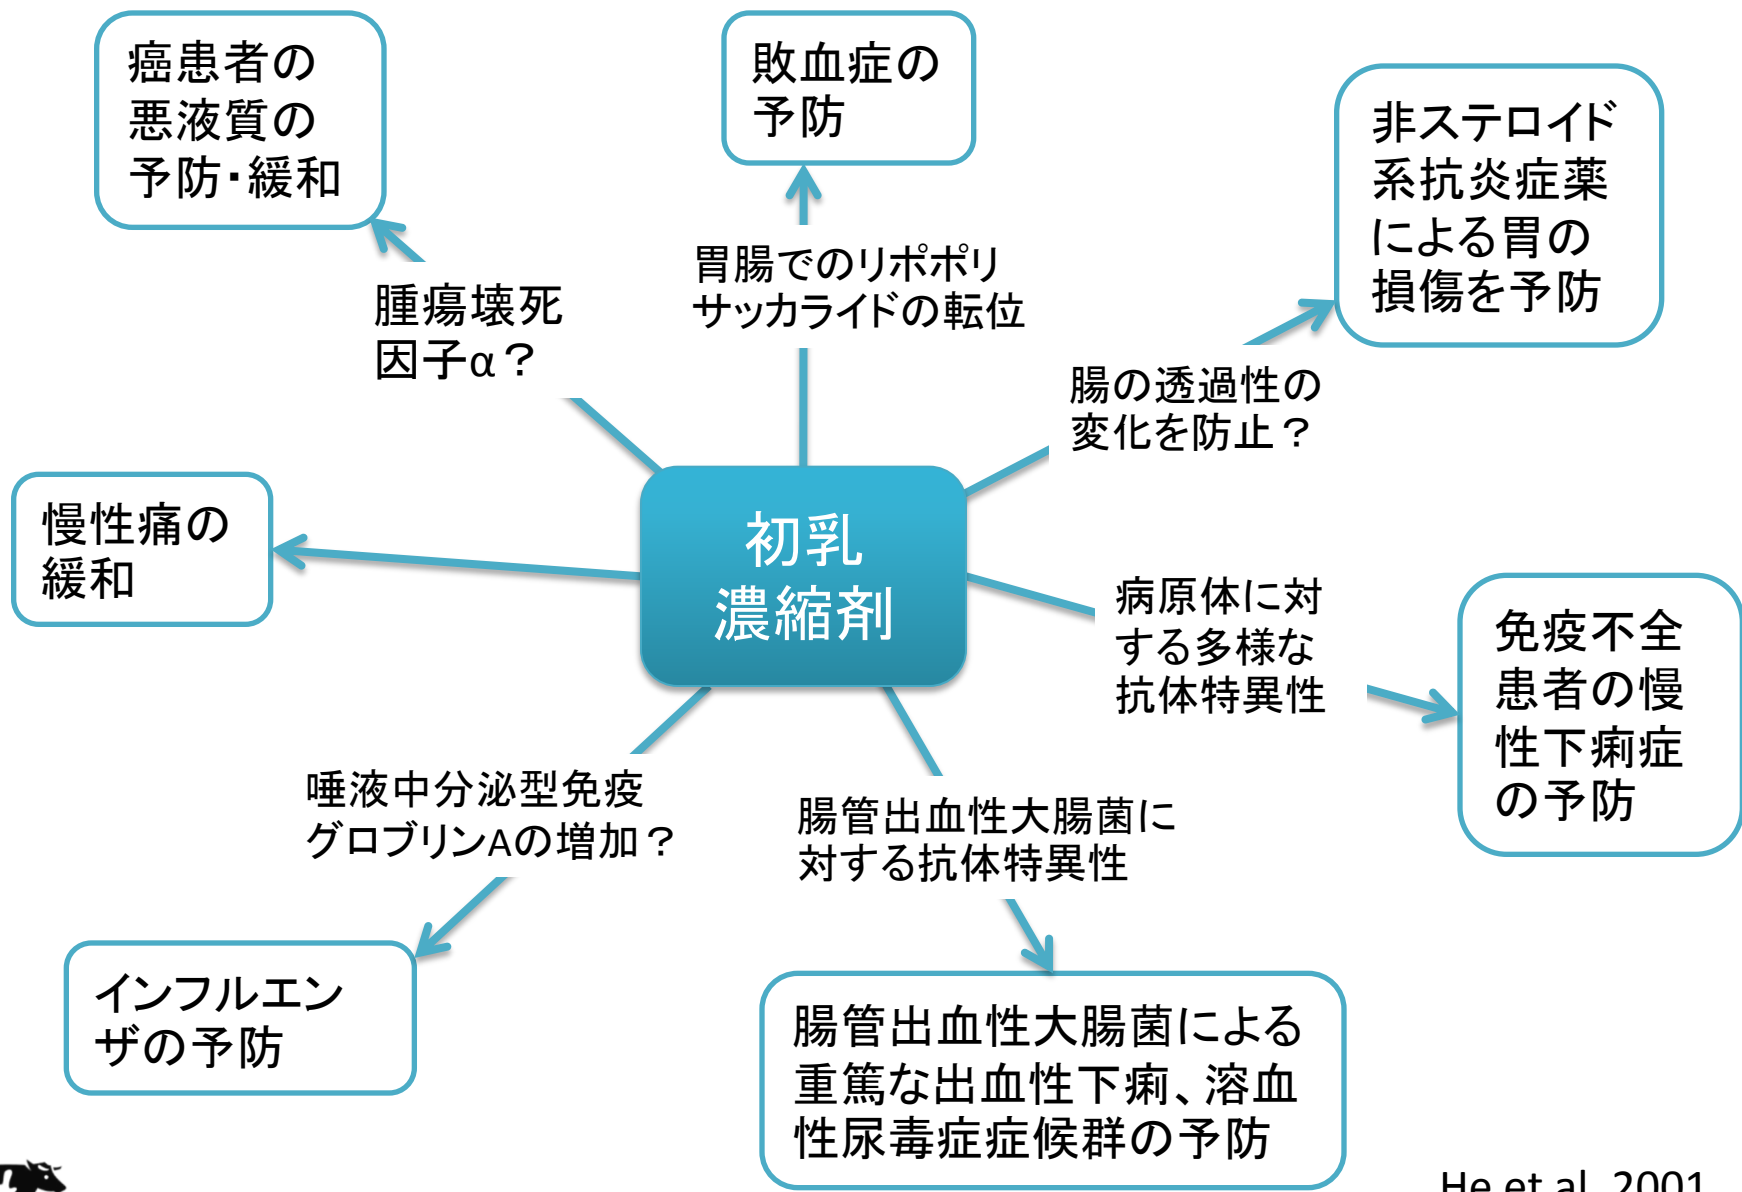 癌患者の
悪液質の
予防・緩和
敗血症の
予防
非ステロイド
系抗炎症薬
による胃の
損傷を予防
腫瘍壊死
因子α？
胃腸でのリポポリ
サッカライドの転位
腸の透過性の
変化を防止？
慢性痛の
緩和
初乳
濃縮剤
病原体に対
する多様な
抗体特異性
免疫不全
患者の慢
性下痢症
の予防
唾液中分泌型免疫
グロブリンAの増加？
腸管出血性大腸菌に
対する抗体特異性
インフルエン
ザの予防
腸管出血性大腸菌による
重篤な出血性下痢、溶血
性尿毒症症候群の予防
He et al. 2001